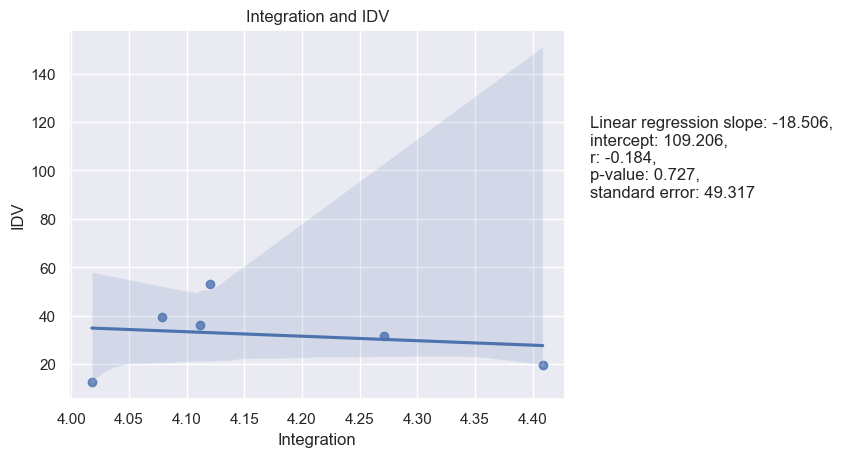 Integration and IDV
140
120
100
80
60
40
20
IDV
4.00 4.05 4.10 4.15 4.20 4.25 4.30 4.35 4.40
Integration
Linear regression slope: -18.506,
intercept: 109.206,
r: -0.184,
p-value: 0.727,
standard error: 49.317